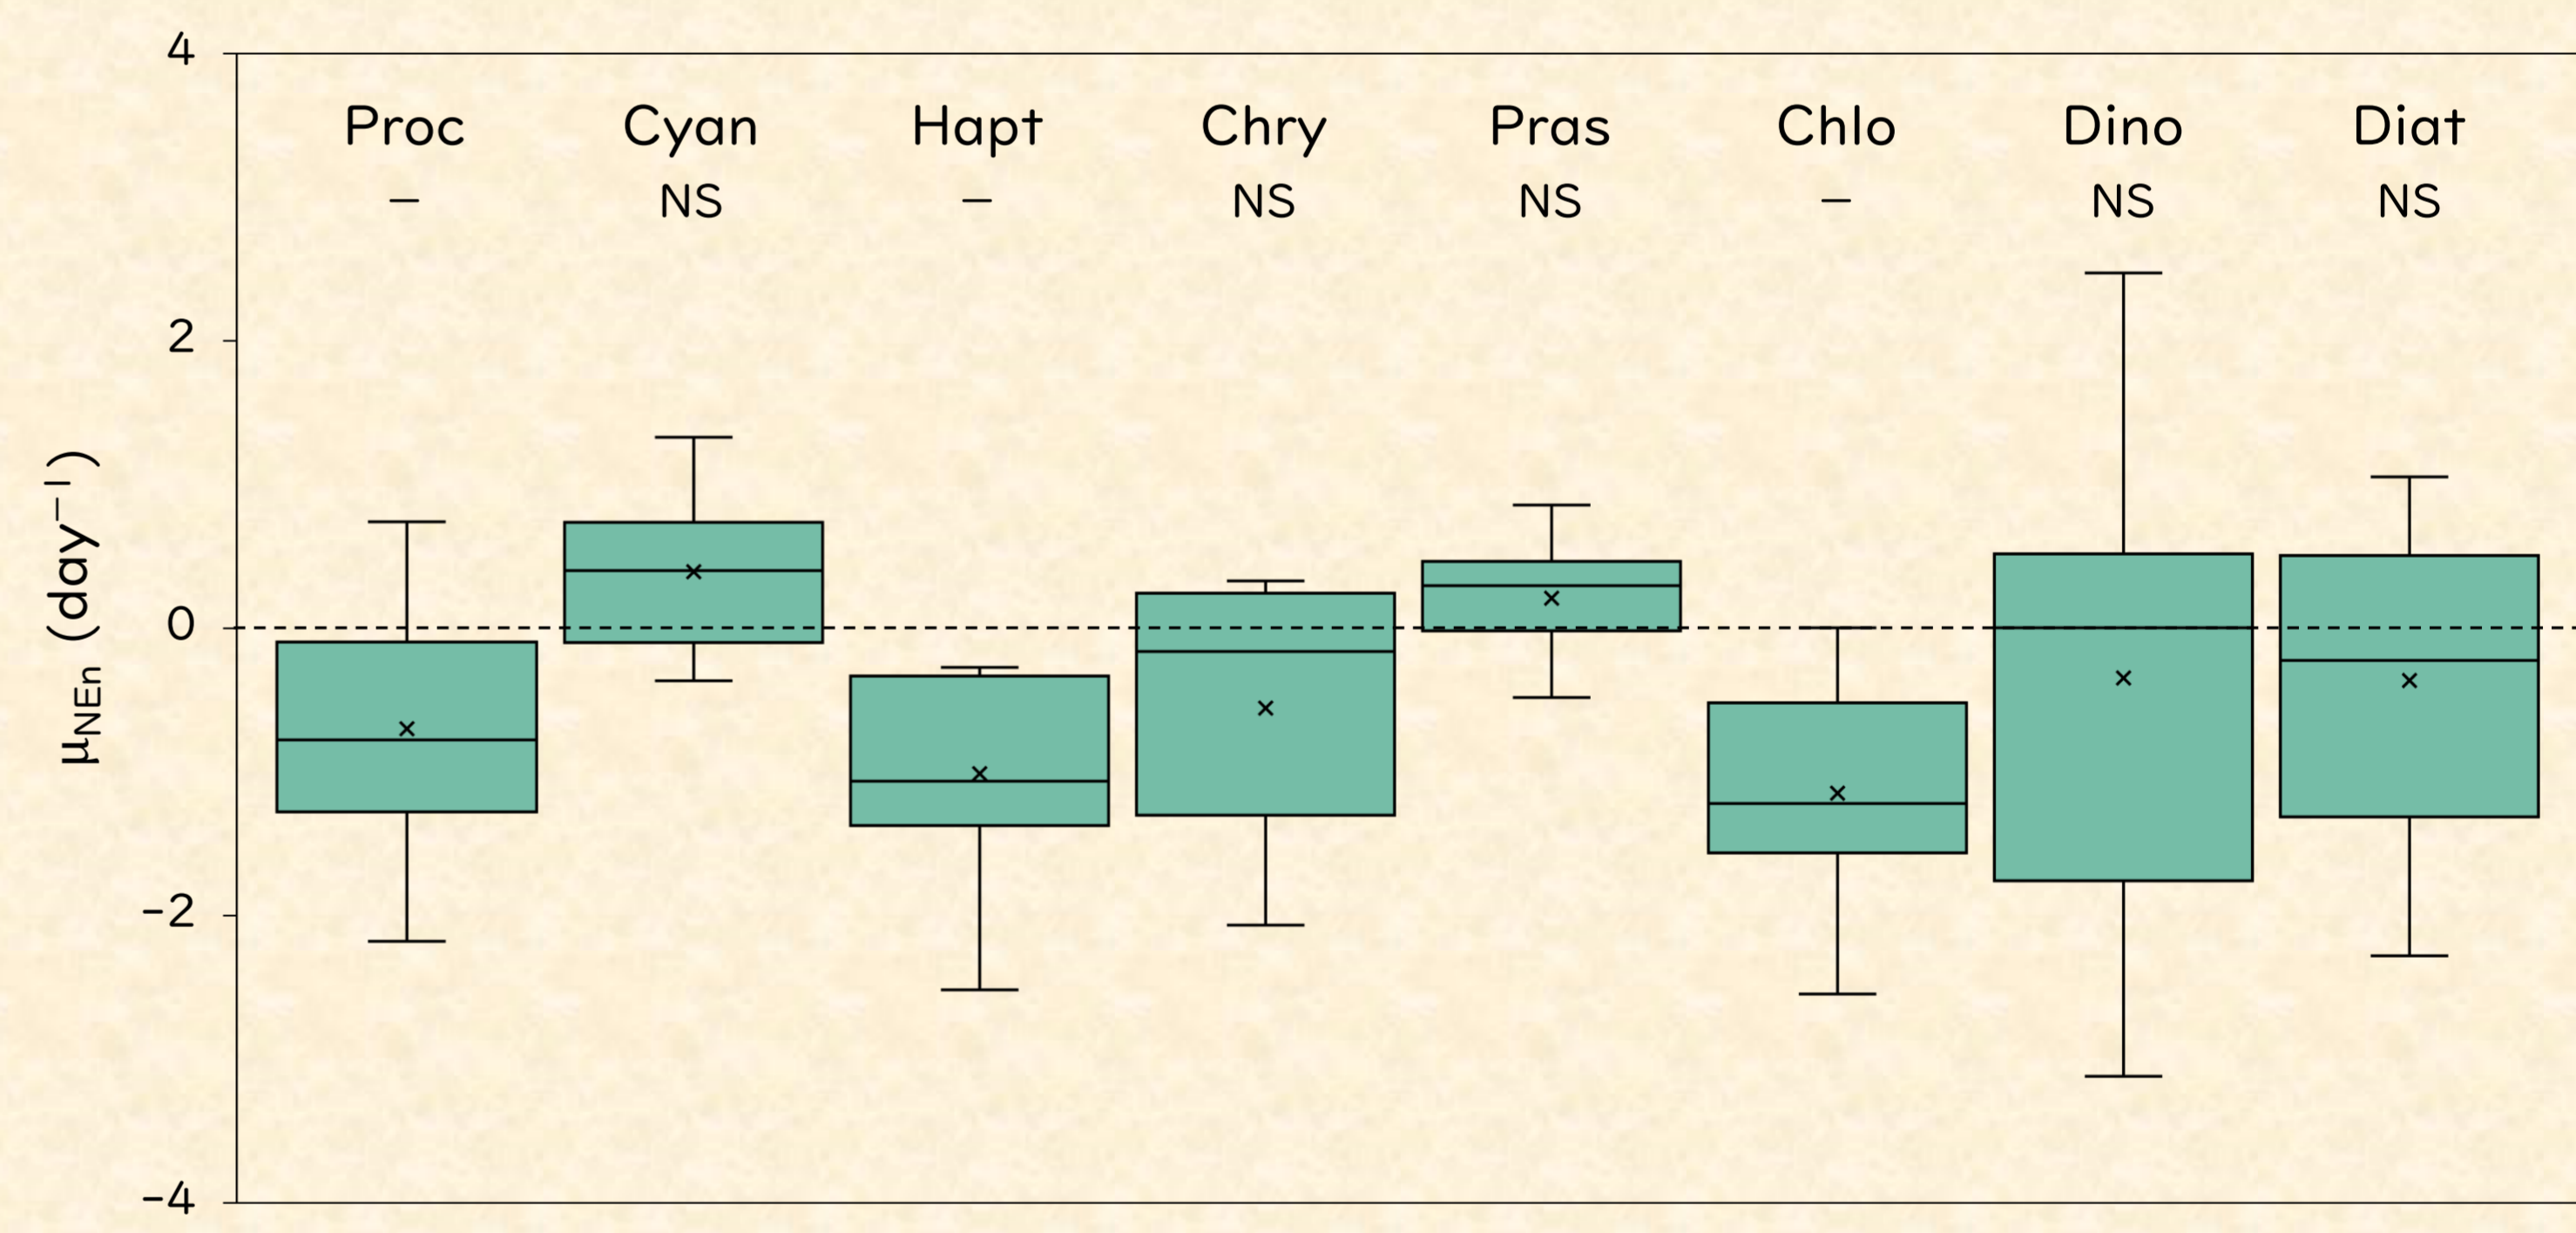 4
Proc Cyan Hapt Chry Pras Chlo Dino Diat
– NS – NS NS – NS NS
2
0
-2
-4
μNEn (day⁻¹)